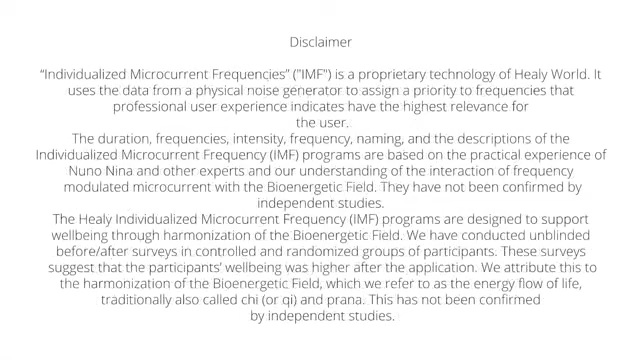 Disclaimer
“Individualized Microcurrent Frequencies” ("IMF") is a proprietary technology of Healy World. It
uses the data from a physical noise generator to assign a priority to frequencies that
professional user experience indicates have the highest relevance for
the user.
The duration, frequencies, intensity, frequency, naming, and the descriptions of the
Individualized Microcurrent Frequency (IMF) programs are based on the practical experience of
Nuno Nina and other experts and our understanding of the interaction of frequency
modulated microcurrent with the Bioenergetic Field. They have not been confirmed by
independent studies.
The Healy Individualized Microcurrent Frequency (IMF) programs are designed to support
wellbeing through harmonization of the Bioenergetic Field. We have conducted unblinded
before/after surveys in controlled and randomized groups of participants. These surveys
suggest that the participants’ wellbeing was higher after the application. We attribute this to
the harmonization of the Bioenergetic Field, which we refer to as the energy flow of life,
traditionally also called chi (or qi) and prana. This has not been confirmed
by independent studies.